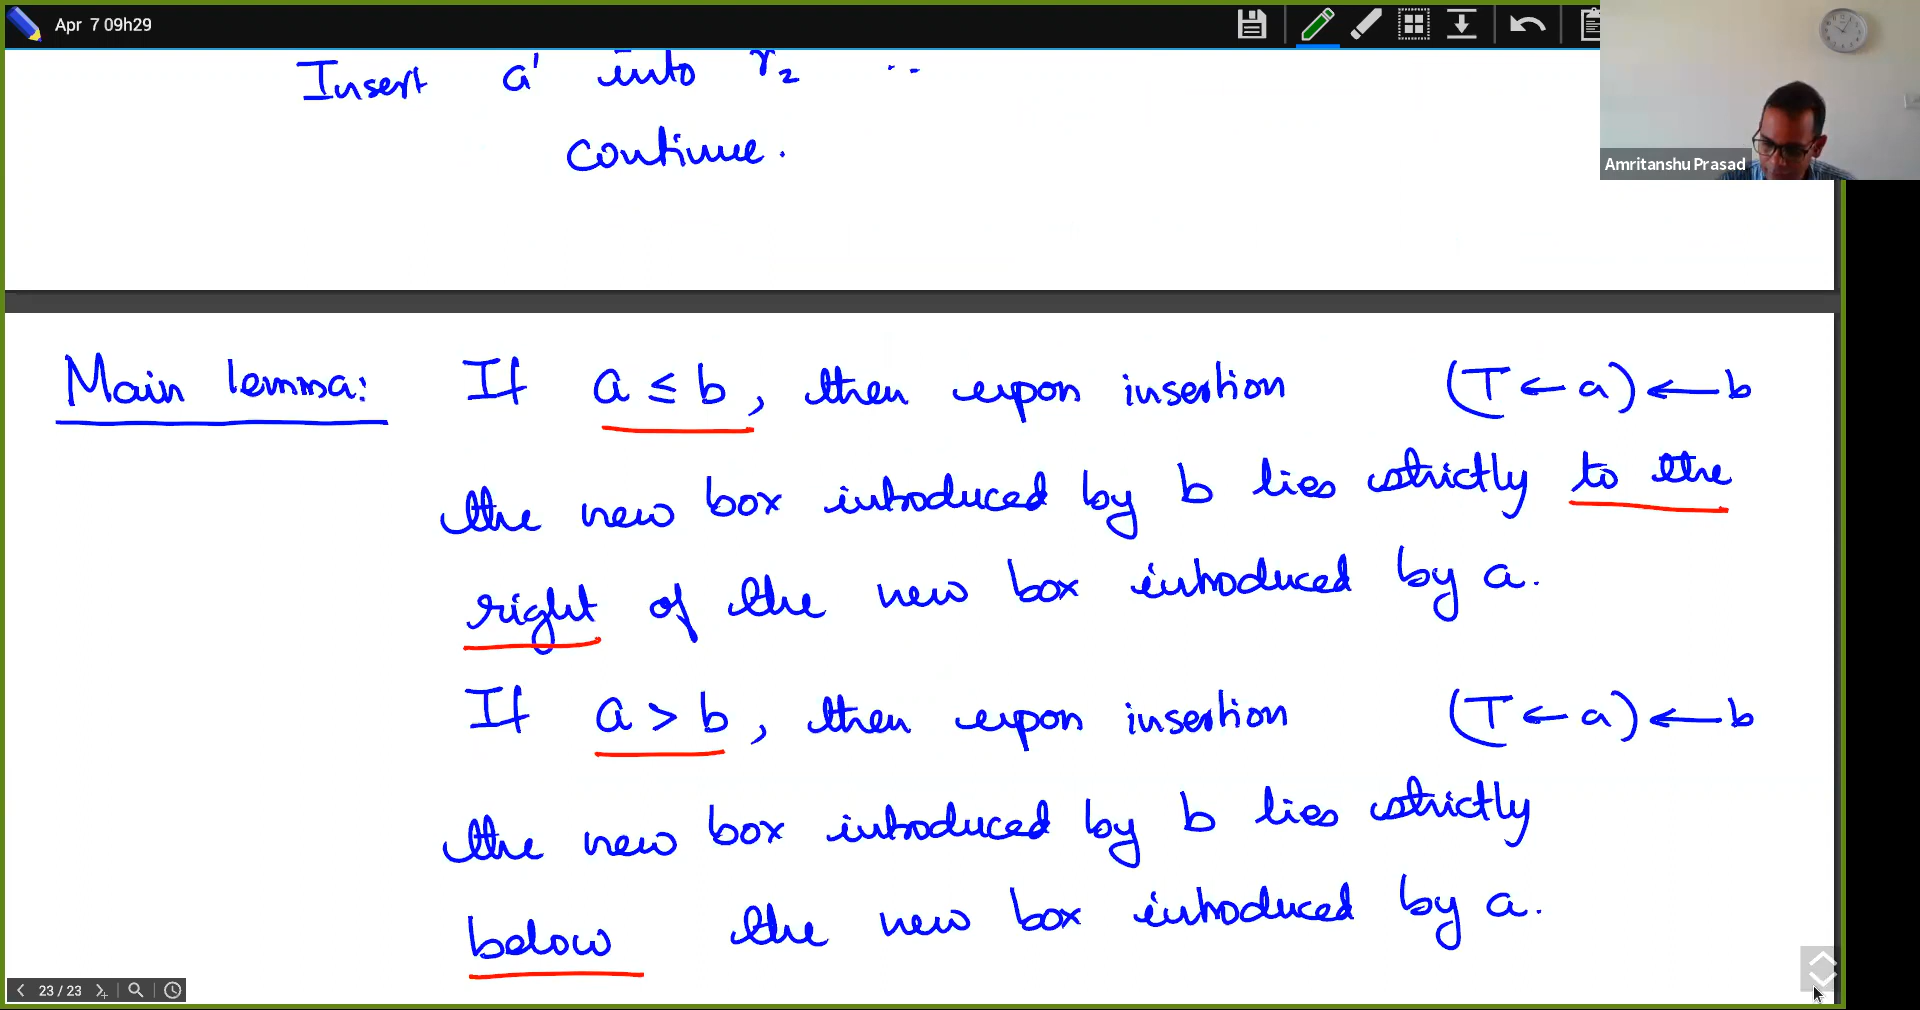 Apr 7 09h29
Insert a' into r₂ ..
continue.
Amritanshu Prasad
Main lemma: If a ≤ b, then upon insertion (T ← a) ← b
the new box introduced by b lies strictly to the
right of the new box introduced by a.
If a > b, then upon insertion (T ← a) ← b
the new box introduced by b lies strictly
below the new box introduced by a.
23 / 23